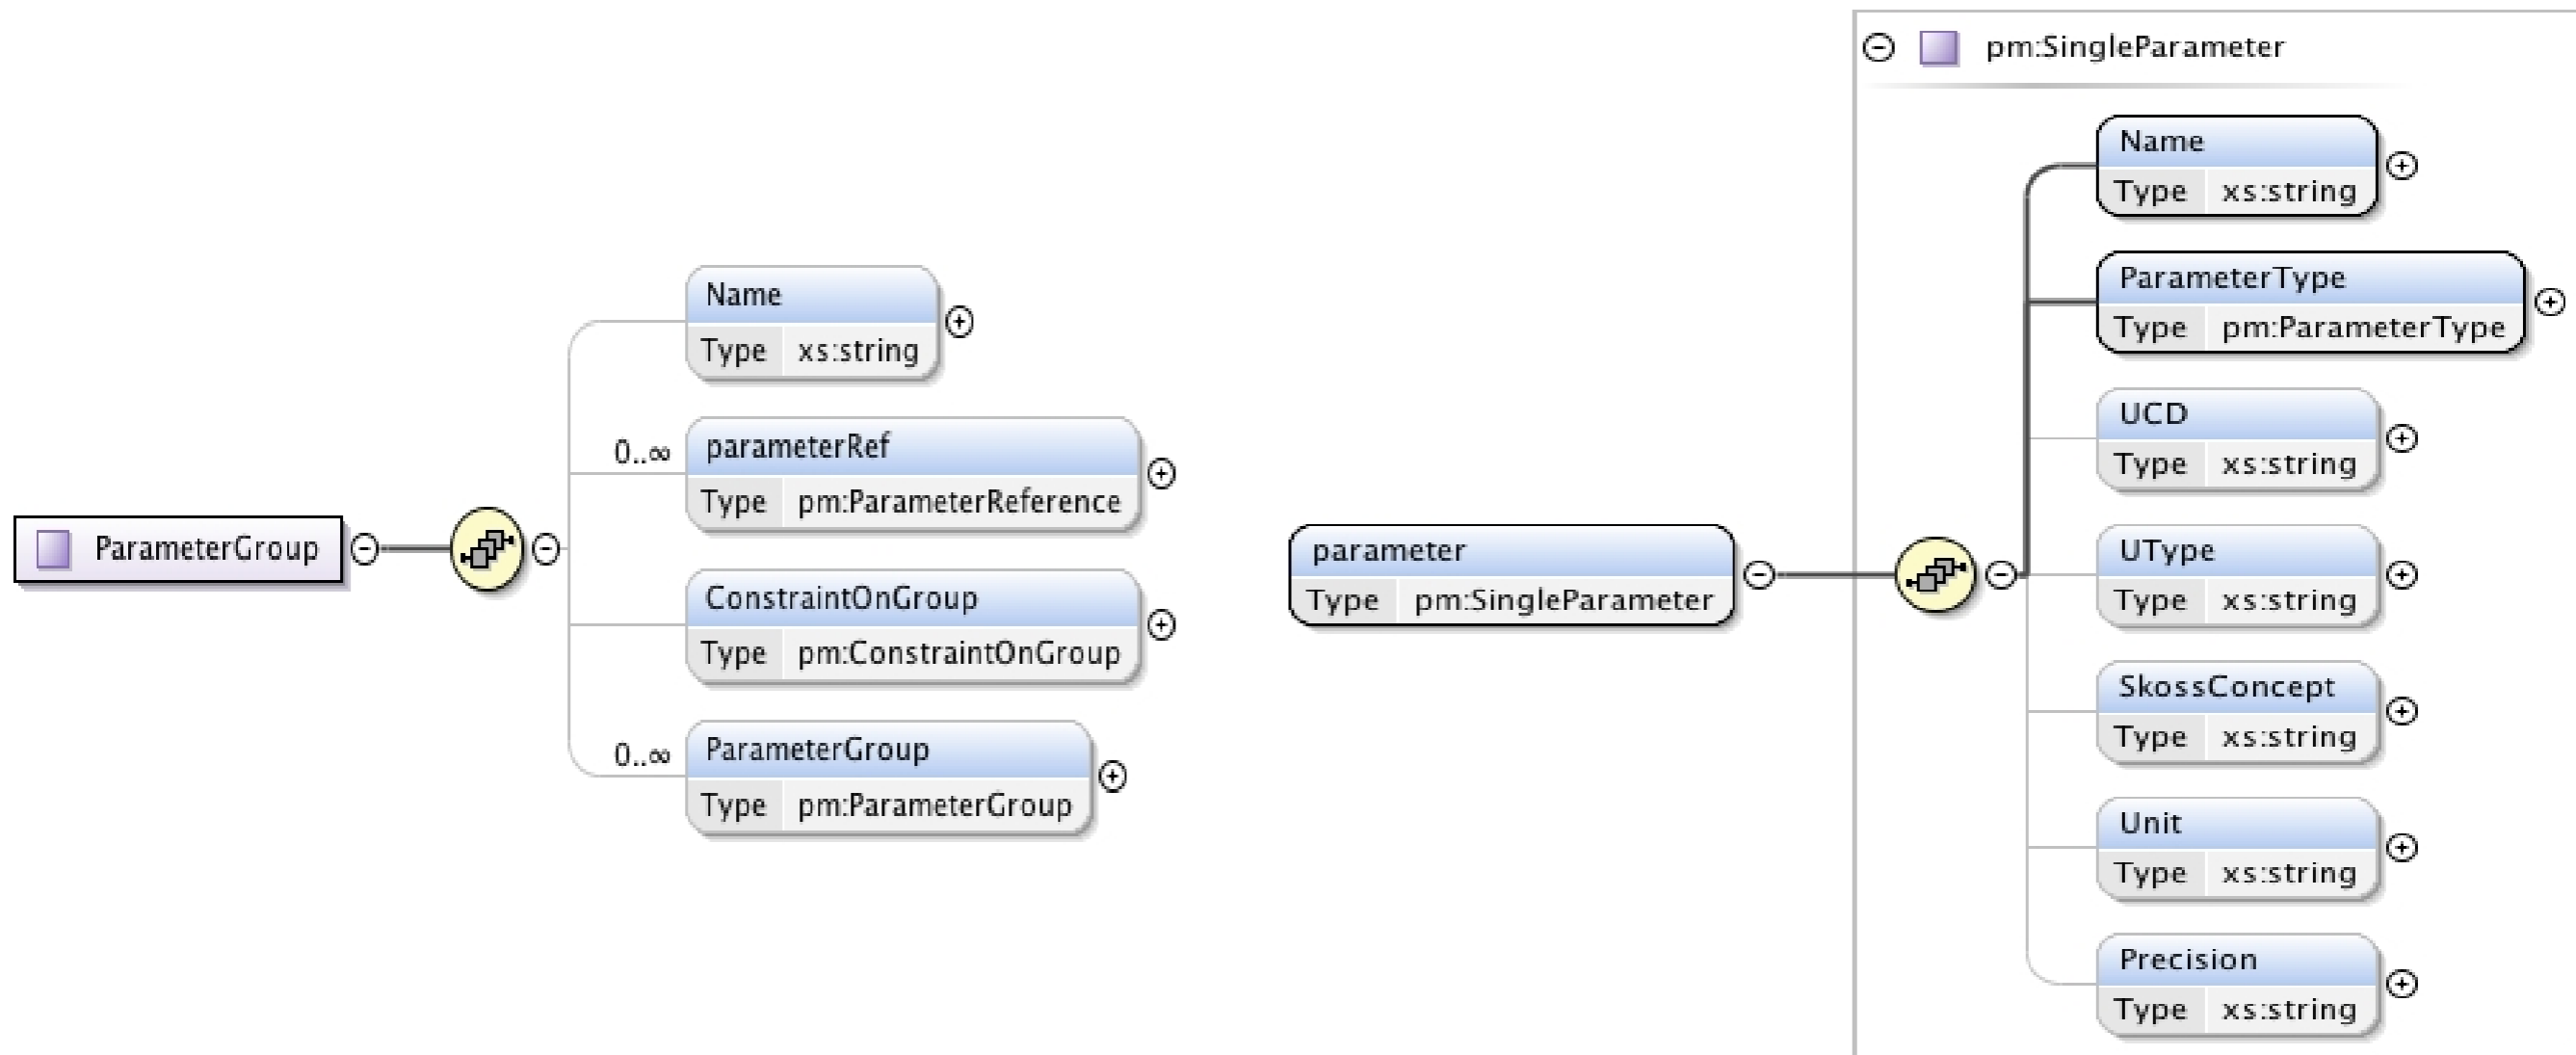 ParameterGroup
Name
Type xs:string
0..∞
parameterRef
Type pm:ParameterReference
ConstraintOnGroup
Type pm:ConstraintOnGroup
0..∞
ParameterGroup
Type pm:ParameterGroup
parameter
Type pm:SingleParameter
pm:SingleParameter
Name
Type xs:string
ParameterType
Type pm:ParameterType
UCD
Type xs:string
UType
Type xs:string
SkossConcept
Type xs:string
Unit
Type xs:string
Precision
Type xs:string